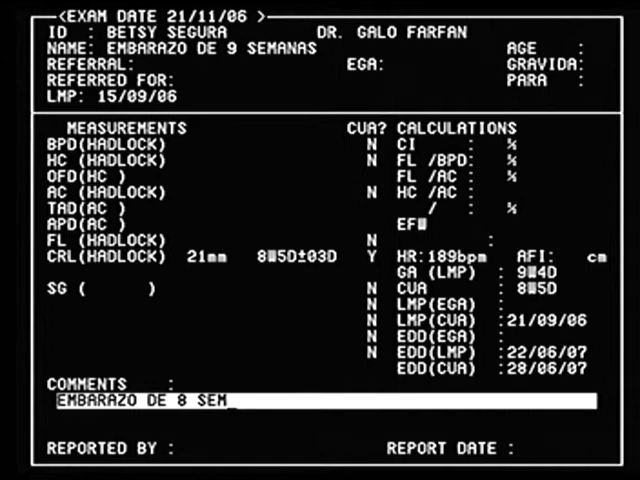 <EXAM DATE 21/11/06 >
ID : BETSY SEGURA DR. GALO FARFAN
NAME: EMBARAZO DE 9 SEMANAS AGE :
REFERRAL: EGA: GRAVIDA:
REFERRED FOR: PARA :
LMP: 15/09/06
MEASUREMENTS CUA? CALCULATIONS
BPD(HADLOCK) N CI : %
HC (HADLOCK) N FL /BPD: %
OFD(HC ) FL /AC : %
AC (HADLOCK) N HC /AC :
TAD(AC ) / : %
APD(AC ) EFW
FL (HADLOCK) N :
CRL(HADLOCK) 21mm 8W5D±03D Y HR:189bpm AFI: cm
GA (LMP) : 9W4D
SG ( ) N CUA : 8W5D
N LMP(EGA) :
N LMP(CUA) :21/09/06
N EDD(EGA) :
N EDD(LMP) :22/06/07
EDD(CUA) :28/06/07
COMMENTS :
EMBARAZO DE 8 SEM_
REPORTED BY : REPORT DATE :